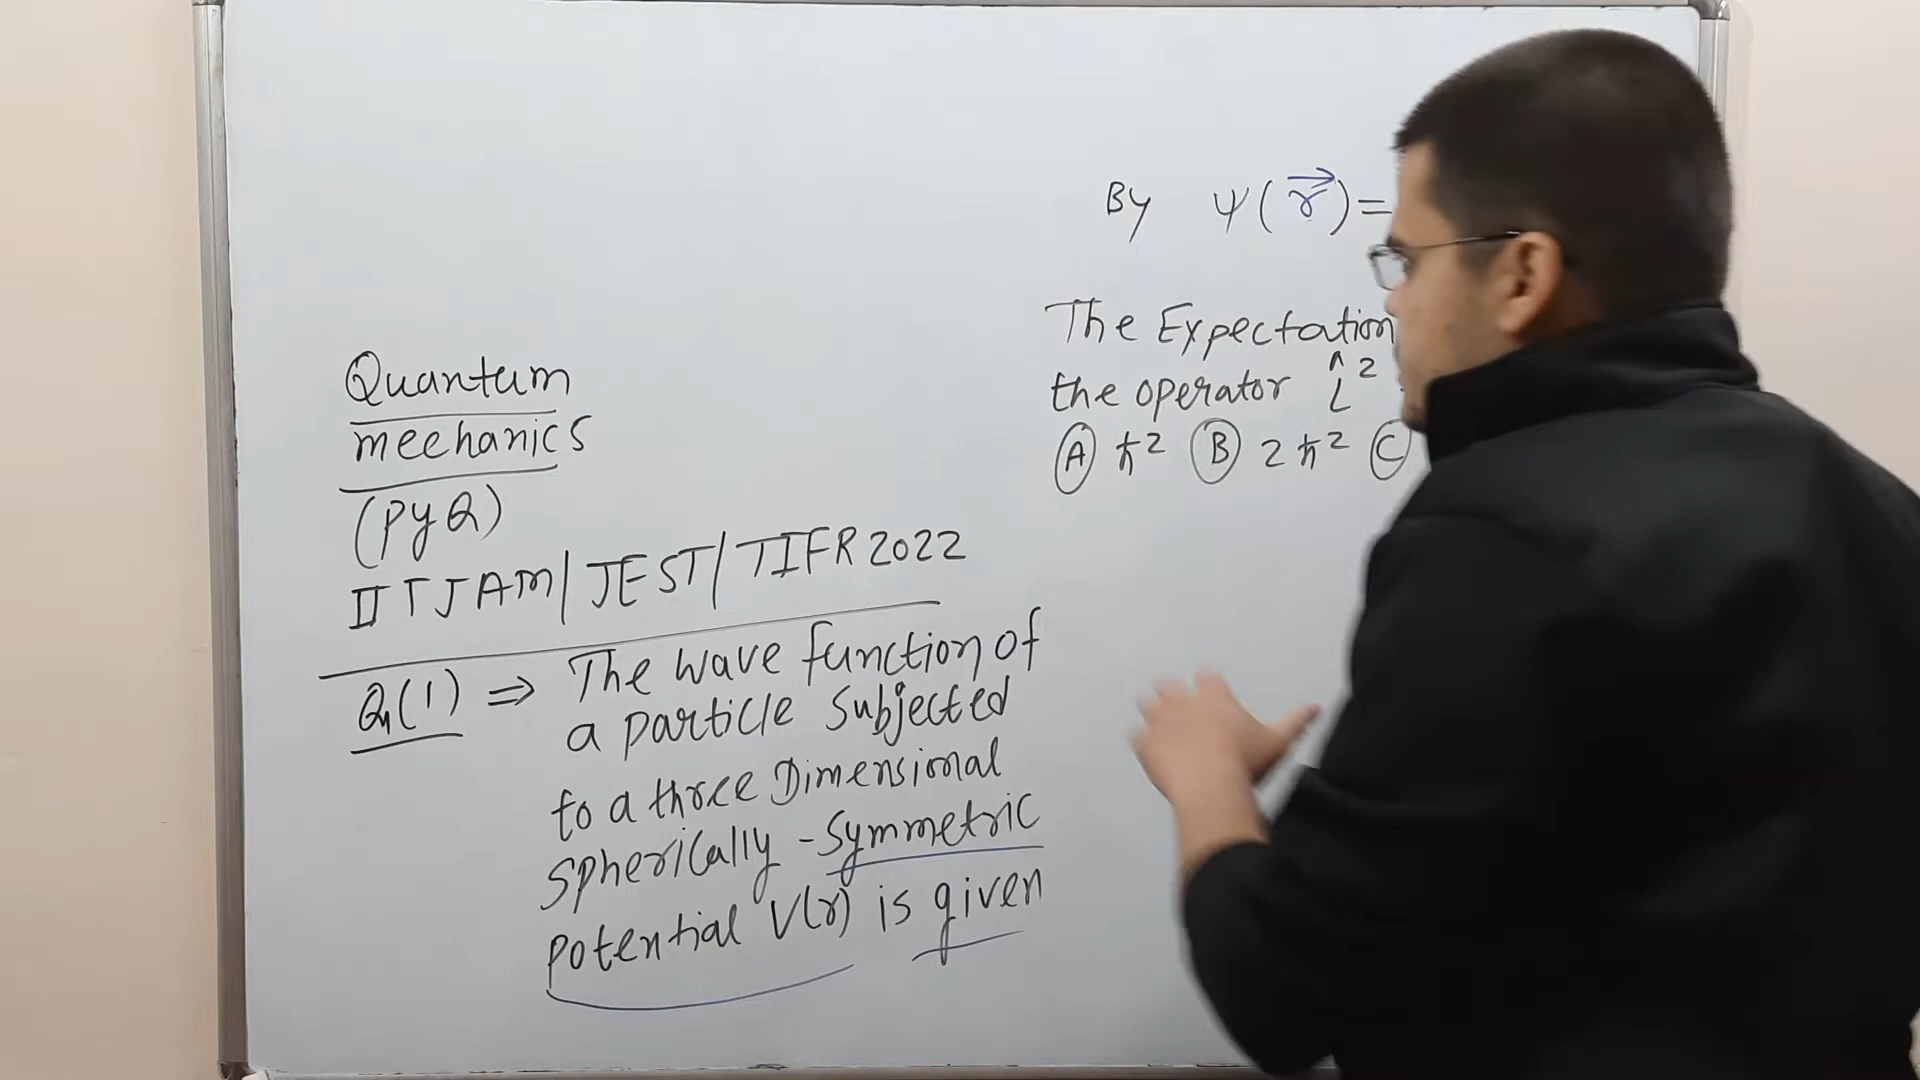 Quantum
meehanics
(PYQ)
IIT JAM/JEST/TIFR 2022
Q(1) ⇒ The wave function of
a particle Subjected
to a three Dimensional
spherically-symmetric
potential V(r) is given
By ψ(r⃗)=
The Expectation
the operator L̂²
(A) ħ² (B) 2ħ² (C)